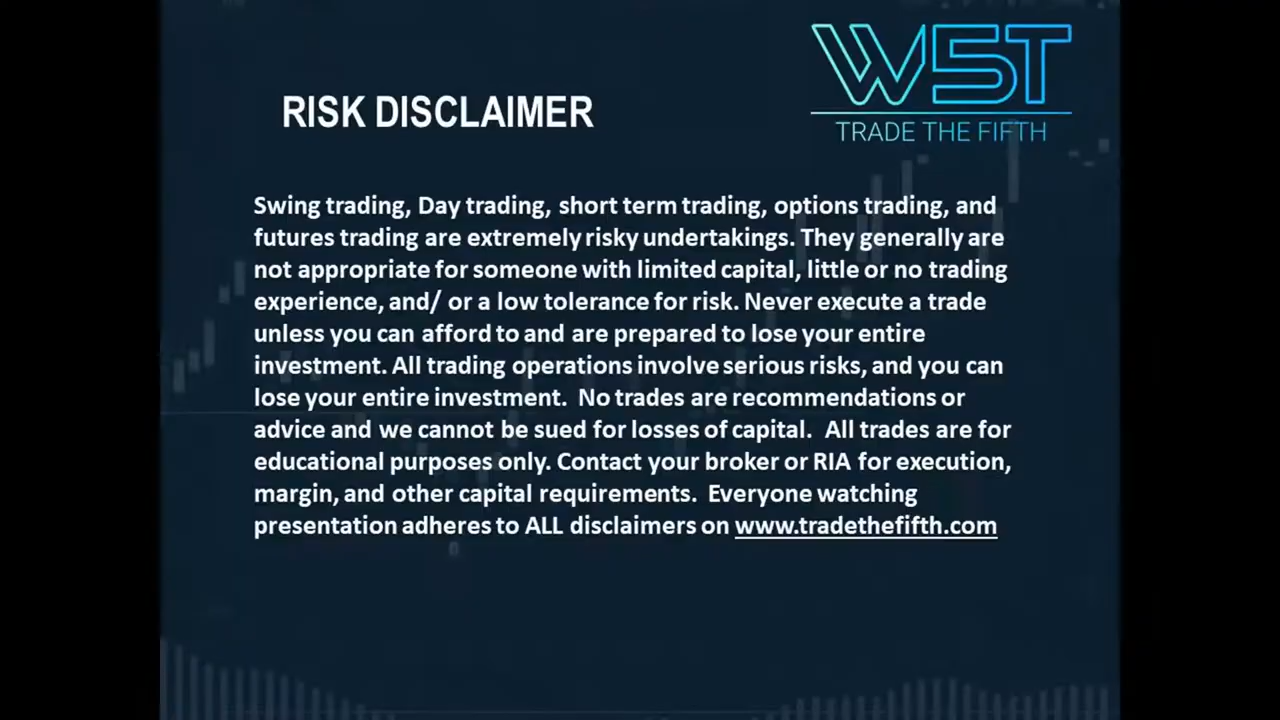 W5T
TRADE THE FIFTH
RISK DISCLAIMER
Swing trading, Day trading, short term trading, options trading, and
futures trading are extremely risky undertakings. They generally are
not appropriate for someone with limited capital, little or no trading
experience, and/ or a low tolerance for risk. Never execute a trade
unless you can afford to and are prepared to lose your entire
investment. All trading operations involve serious risks, and you can
lose your entire investment.  No trades are recommendations or
advice and we cannot be sued for losses of capital.  All trades are for
educational purposes only. Contact your broker or RIA for execution,
margin, and other capital requirements.  Everyone watching
presentation adheres to ALL disclaimers on www.tradethefifth.com